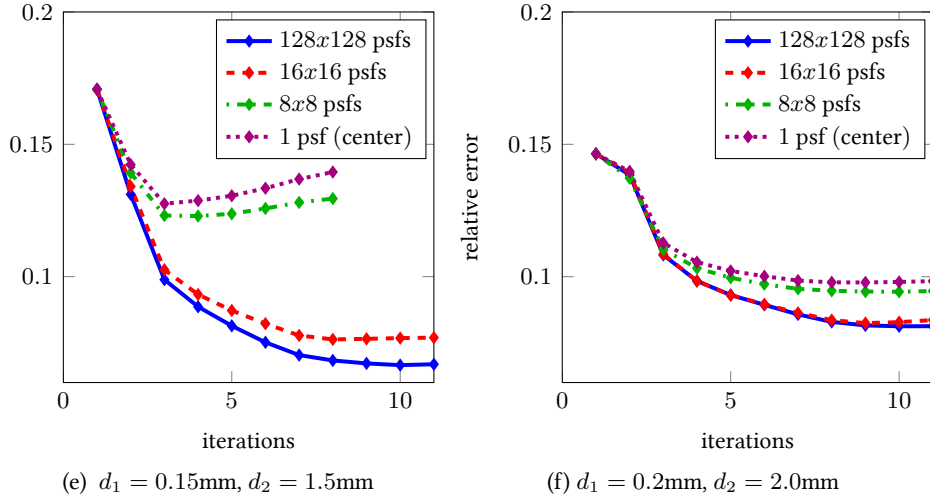 0.2
0.15
0.1
0
5
10
iterations
128x128 psfs
16x16 psfs
8x8 psfs
1 psf (center)
(e) d₁ = 0.15mm, d₂ = 1.5mm
relative error
0.2
0.15
0.1
0
5
10
iterations
128x128 psfs
16x16 psfs
8x8 psfs
1 psf (center)
(f) d₁ = 0.2mm, d₂ = 2.0mm